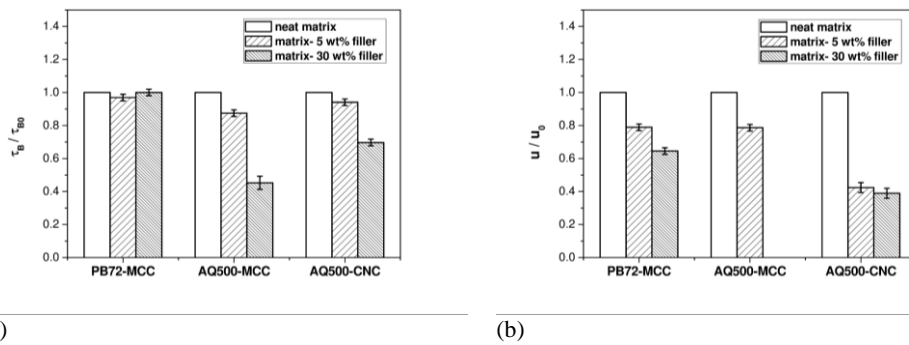 1.4
1.2
1.0
0.8
0.6
0.4
0.2
0.0
τB / τB0
neat matrix
matrix- 5 wt% filler
matrix- 30 wt% filler
PB72-MCC AQ500-MCC AQ500-CNC
)
1.4
1.2
1.0
0.8
0.6
0.4
0.2
0.0
u / u0
neat matrix
matrix- 5 wt% filler
matrix- 30 wt% filler
PB72-MCC AQ500-MCC AQ500-CNC
(b)